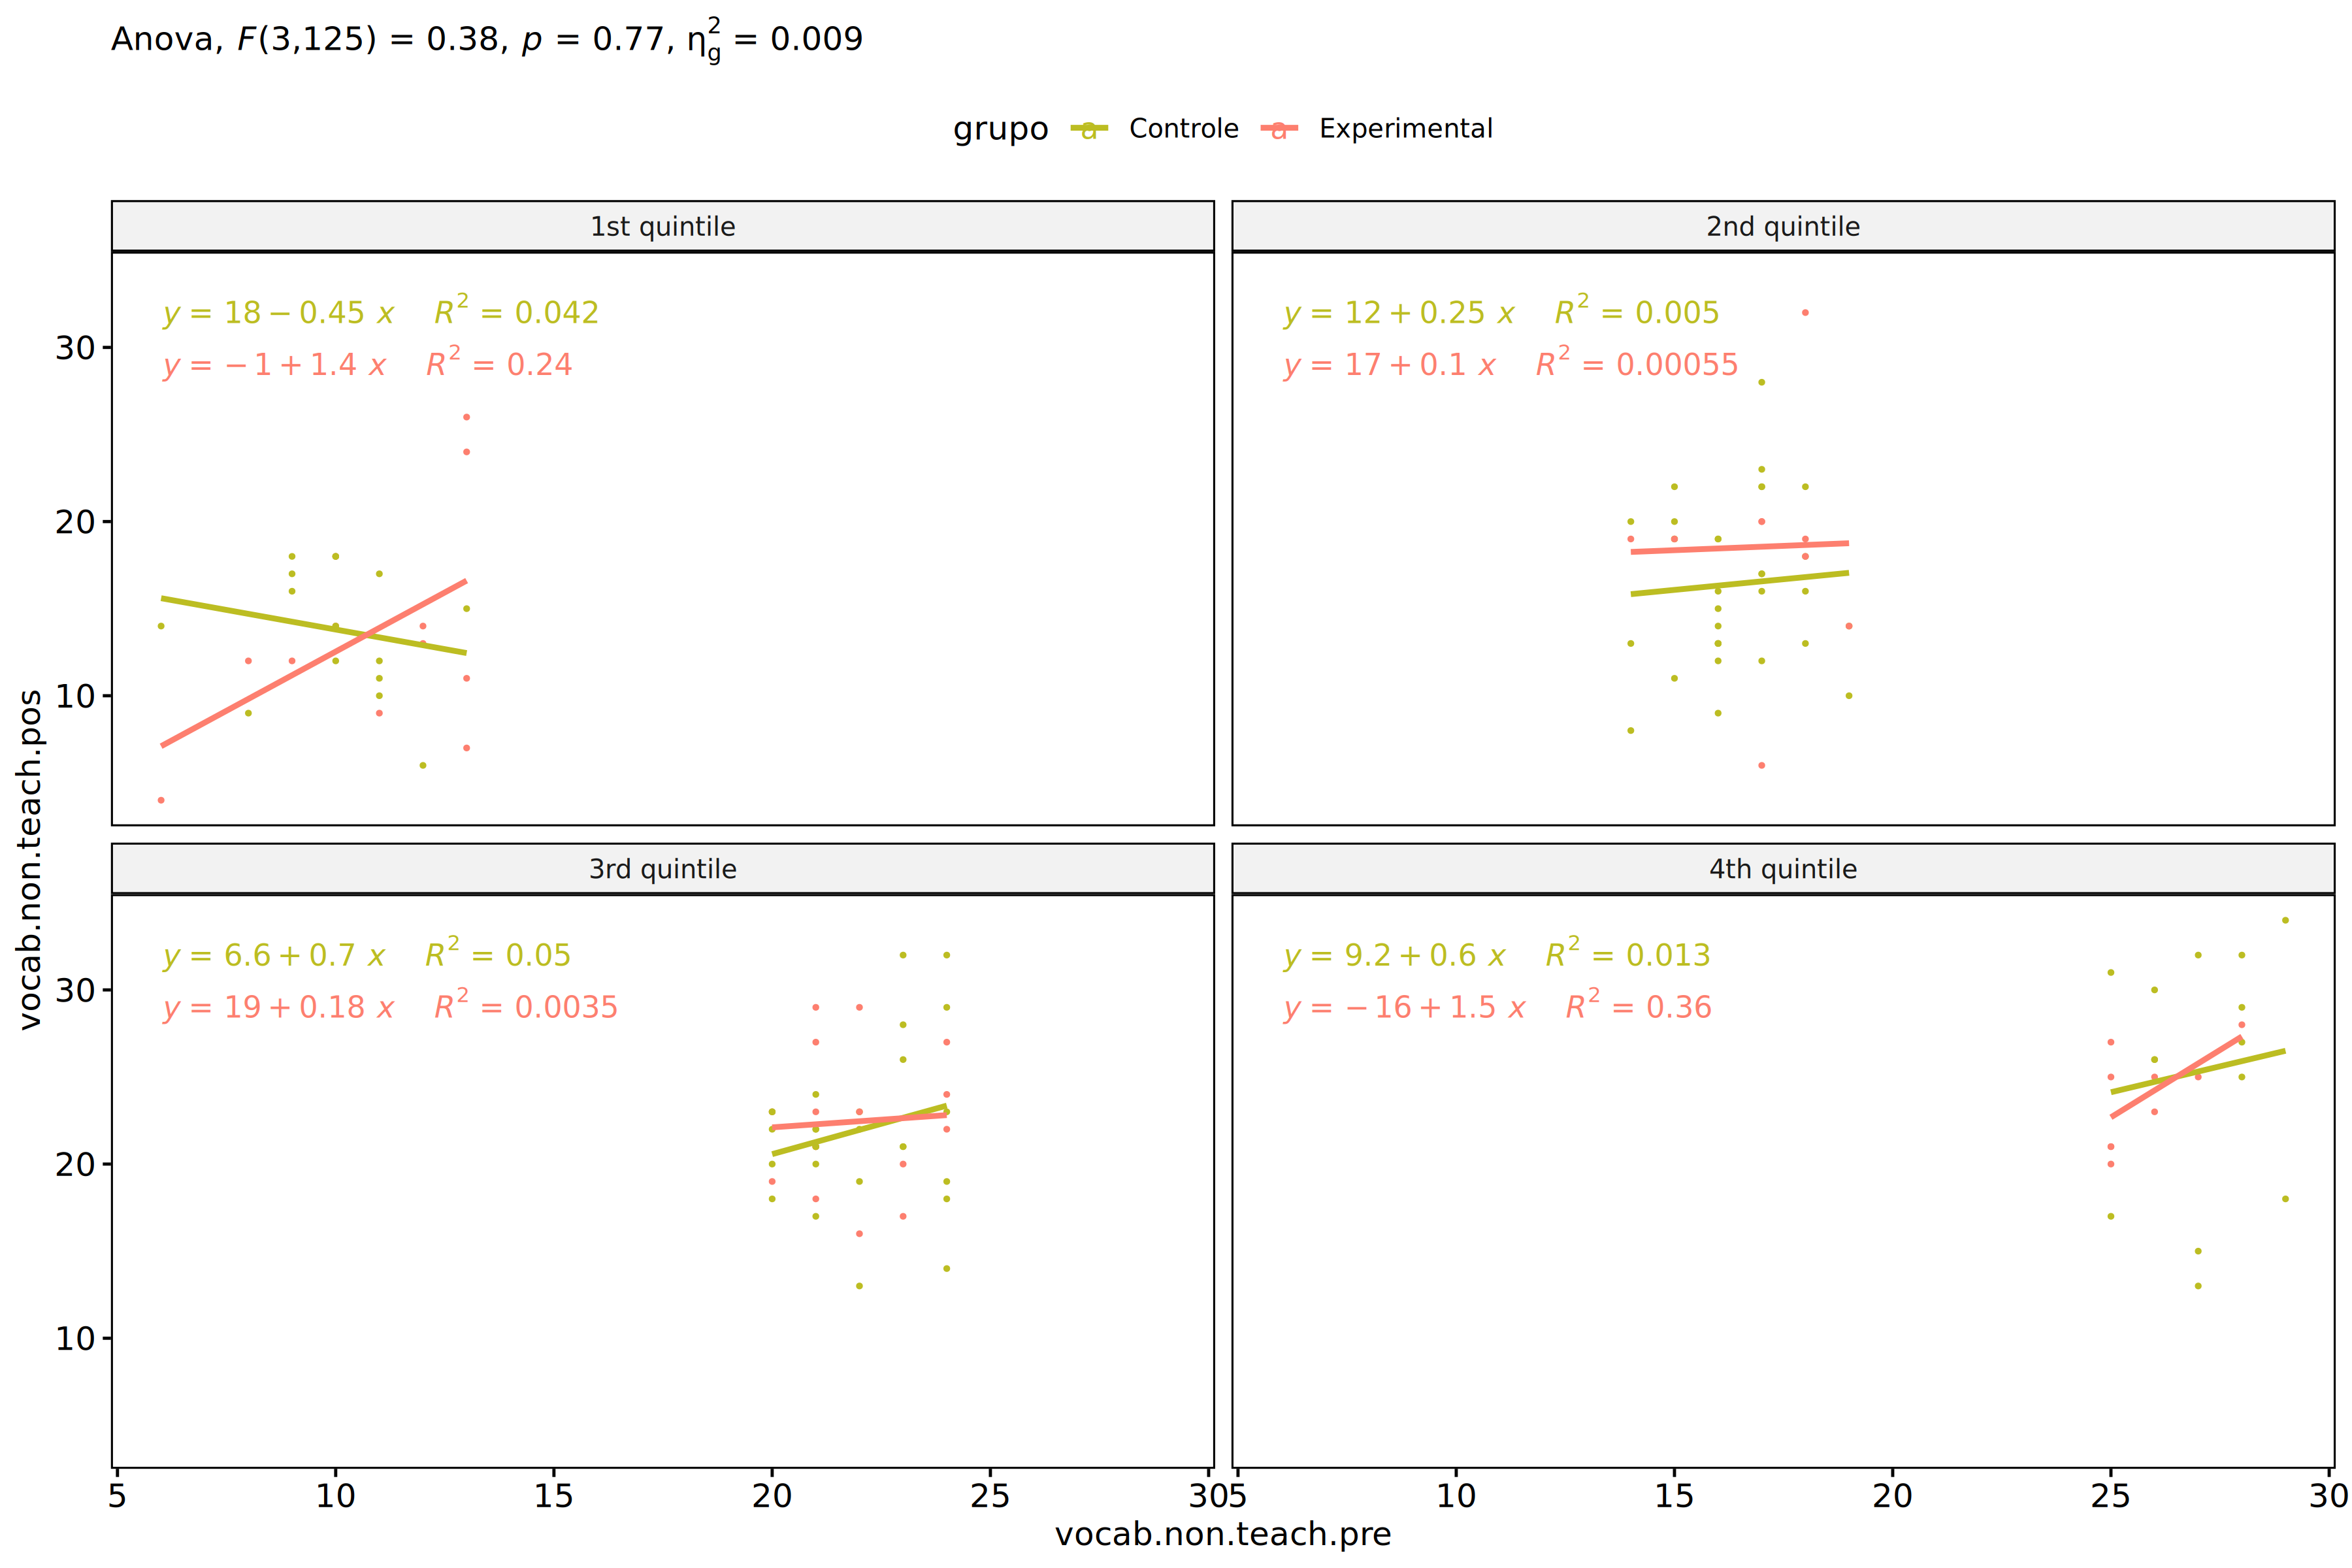 Anova, F(3,125) = 0.38, p = 0.77, η²g = 0.009
grupo a Controle a Experimental
1st quintile 2nd quintile
y = 18 − 0.45 x R² = 0.042
y = − 1 + 1.4 x R² = 0.24
y = 12 + 0.25 x R² = 0.005
y = 17 + 0.1 x R² = 0.00055
30
20
10
3rd quintile 4th quintile
y = 6.6 + 0.7 x R² = 0.05
y = 19 + 0.18 x R² = 0.0035
y = 9.2 + 0.6 x R² = 0.013
y = − 16 + 1.5 x R² = 0.36
30
20
10
vocab.non.teach.pos
5 10 15 20 25 30 5 10 15 20 25 30
vocab.non.teach.pre